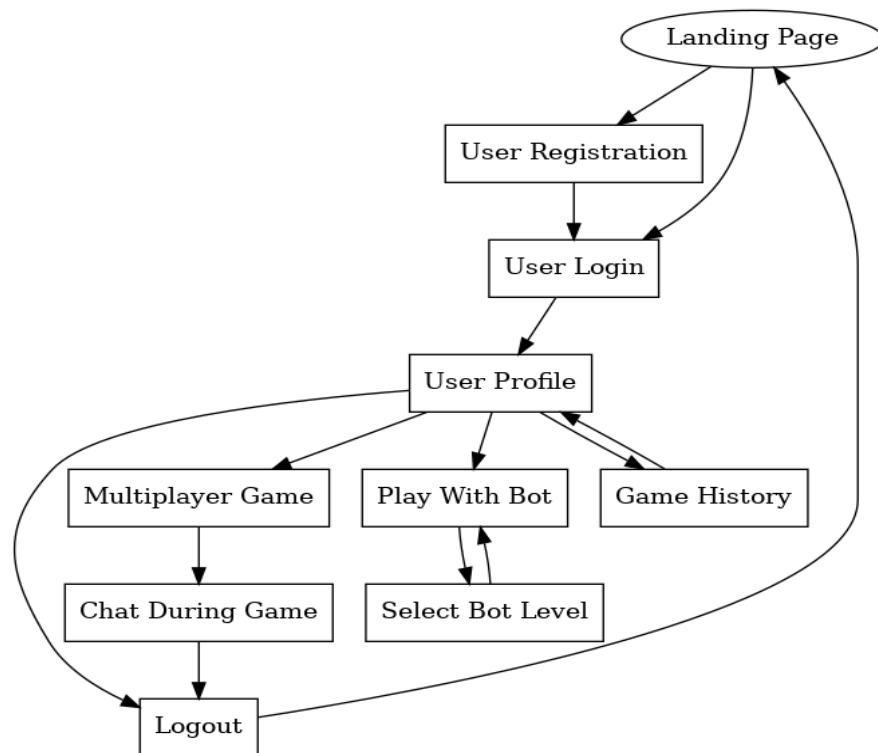 Landing Page
User Registration
User Login
User Profile
Multiplayer Game
Play With Bot
Game History
Chat During Game
Select Bot Level
Logout